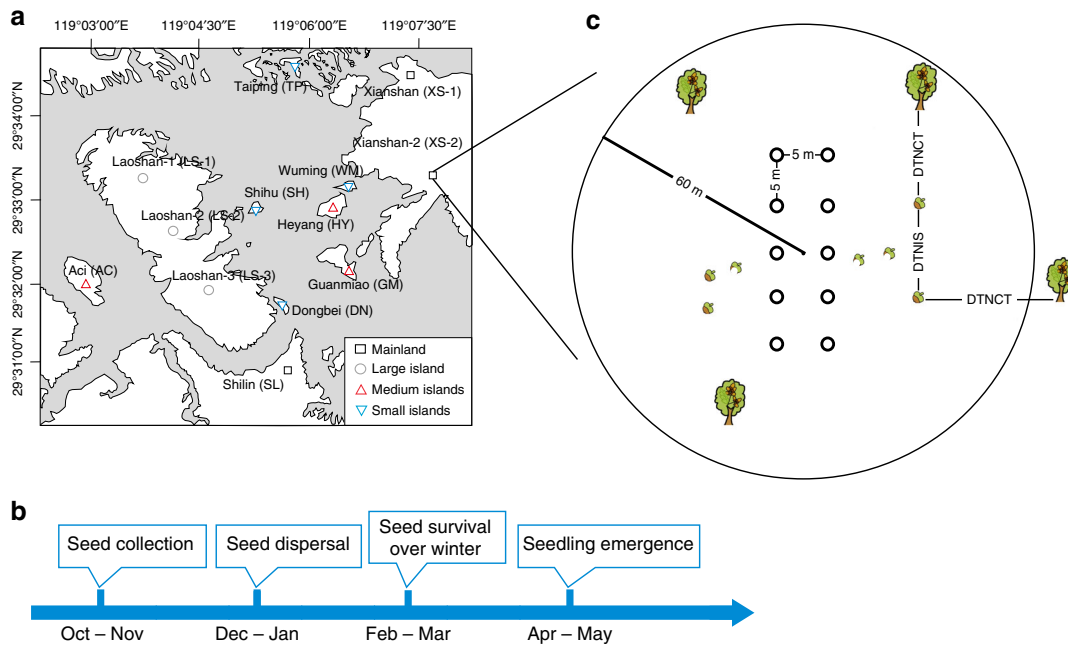 a
119°03′00″E 119°04′30″E 119°06′00″E 119°07′30″E
29°34′00″N
29°33′00″N
29°32′00″N
29°31′00″N
Taiping (TP)
Xianshan (XS-1)
Xianshan-2 (XS-2)
Laoshan-1 (LS-1)
Wuming (WM)
Shihu (SH)
Laoshan-2 (LS-2)
Heyang (HY)
Aci (AC)
Laoshan-3 (LS-3)
Guanmiao (GM)
Dongbei (DN)
Shilin (SL)
Mainland
Large island
Medium islands
Small islands
c
5 m
5 m
60 m
DTNCT
DTNIS
DTNCT
b
Seed collection
Seed dispersal
Seed survival
over winter
Seedling emergence
Oct – Nov
Dec – Jan
Feb – Mar
Apr – May